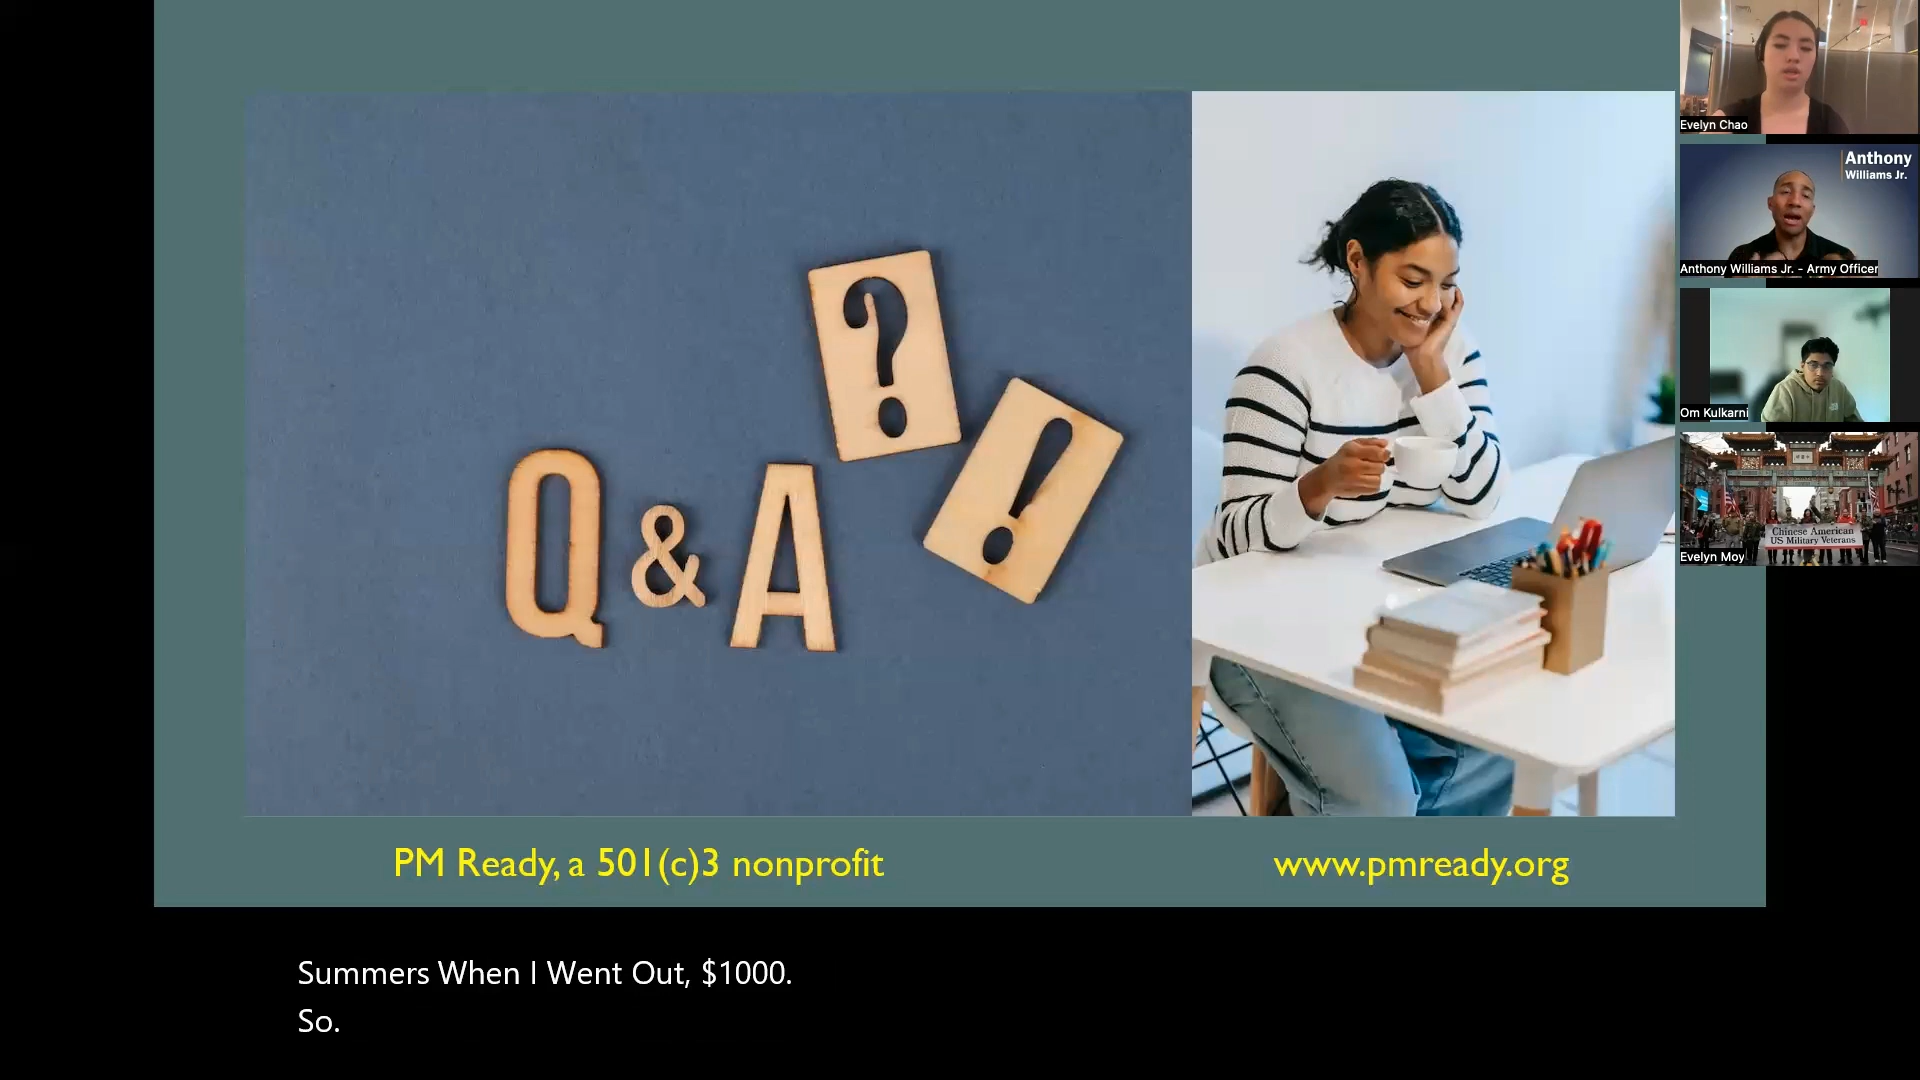 Q & A ? !
PM Ready, a 501(c)3 nonprofit
www.pmready.org
Evelyn Chao
Anthony
Williams Jr.
Anthony Williams Jr. - Army Officer
Om Kulkarni
Chinese American
US Military Veterans
Evelyn Moy
Summers When I Went Out, $1000.
So.